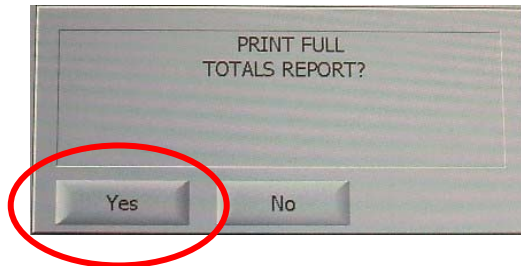 PRINT FULL
TOTALS REPORT?
Yes
No